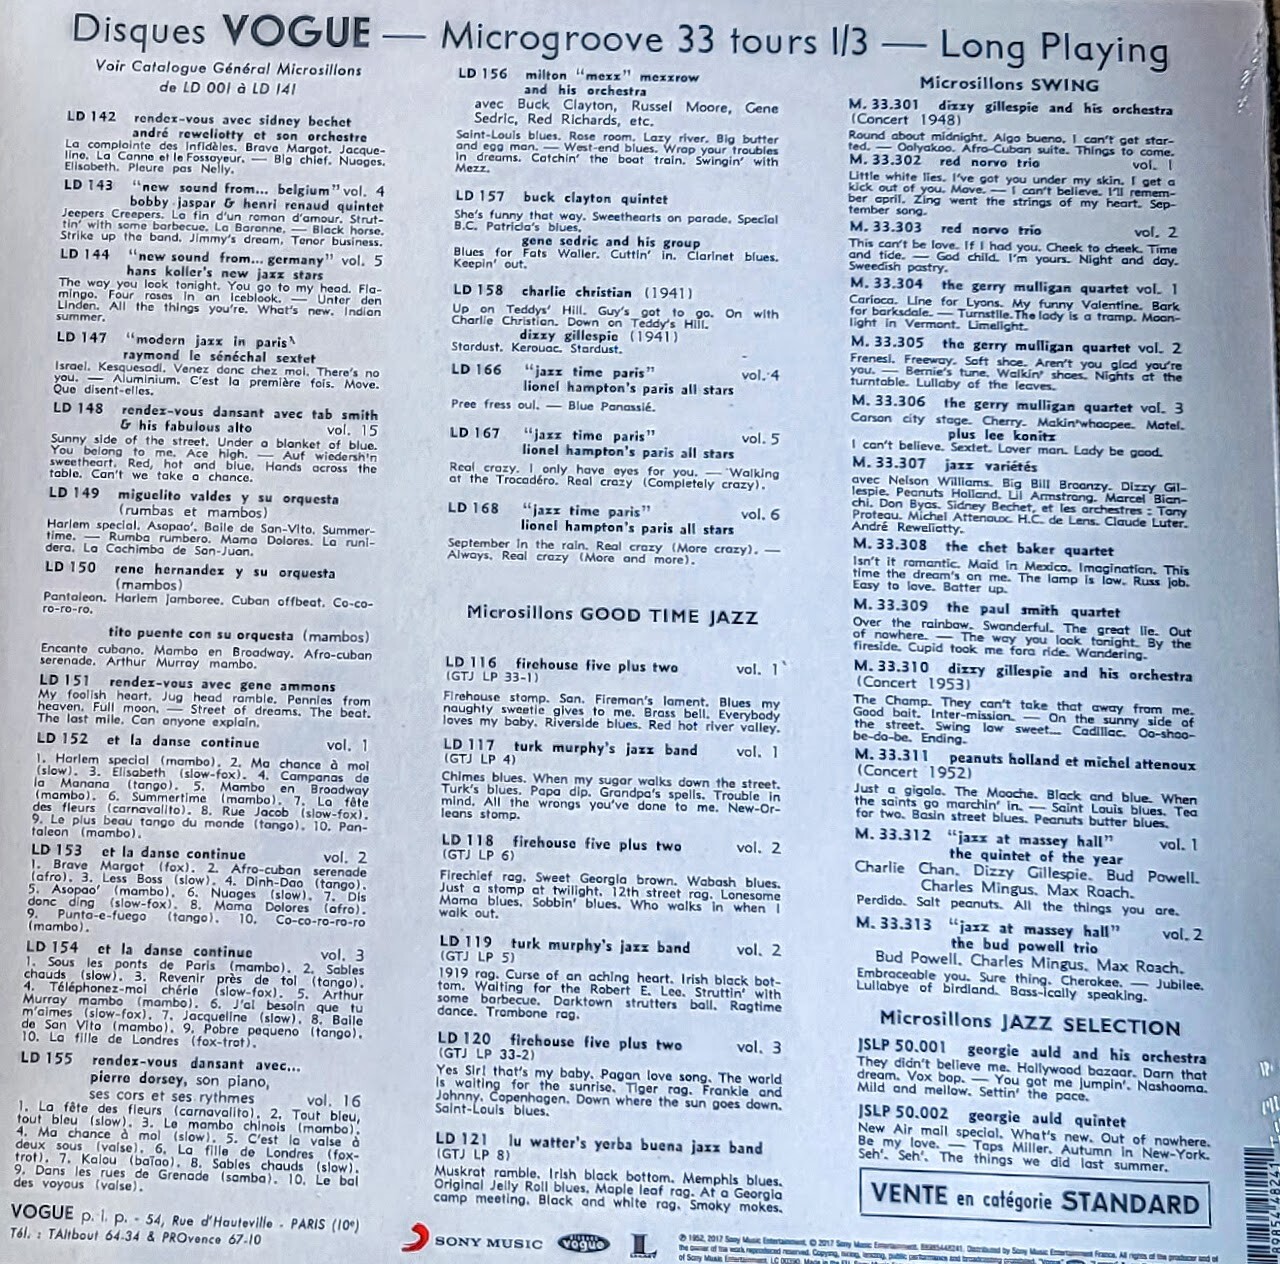 Disques VOGUE — Microgroove 33 tours 1/3 — Long Playing
Voir Catalogue Général Microsillons
de LD 001 à LD 141
LD 142 rendez-vous avec sidney bechet
andré reweliotty et son orchestre
La complainte des infidèles. Brave Margot. Jacque-
line. La Canne et le Fossoyeur. — Big chief. Nuages.
Elisabeth. Pleure pas Nelly.
LD 143 "new sound from... belgium" vol. 4
bobby jaspar & henri renaud quintet
Jeepers Creepers. La fin d'un roman d'amour. Strut-
tin' with some barbecue. La Baronne. — Black horse.
Strike up the band. Jimmy's dream. Tenor business.
LD 144 "new sound from... germany" vol. 5
hans koller's new jazz stars
The way you look tonight. You go to my head. Fla-
mingo. Four roses in an Iceblook. — Unter den
Linden. All the things you're. What's new. Indian
summer.
LD 147 "modern jazz in paris"
raymond le sénéchal sextet
Israel. Kesquesadi. Venez donc chez moi. There's no
you. — Aluminium. C'est la première fois. Move.
Que disent-elles.
LD 148 rendez-vous dansant avec tab smith
& his fabulous alto vol. 15
Sunny side of the street. Under a blanket of blue.
You belong to me. Ace high. — Auf wiedersh'n
sweetheart. Red, hot and blue. Hands across the
table. Can't we take a chance.
LD 149 miguelito valdes y su orquesta
(rumbas et mambos)
Harlem special. Asopao'. Baile de San-Vito. Summer-
time. — Rumba rumbero. Mama Dolores. La runi-
dera. La Cachimba de San-Juan.
LD 150 rene hernandez y su orquesta
(mambos)
Pantaleon. Harlem Jamboree. Cuban offbeat. Co-co-
ro-ro-ro.
tito puente con su orquesta (mambos)
Encante cubano. Mambo en Broadway. Afro-cuban
serenade. Arthur Murray mambo.
LD 151 rendez-vous avec gene ammons
My foolish heart. Jug head ramble. Pennies from
heaven. Full moon. — Street of dreams. The beat.
The last mile. Can anyone explain.
LD 152 et la danse continue vol. 1
1. Harlem special (mambo). 2. Ma chance à moi
(slow). 3. Elisabeth (slow-fox). 4. Campanas de
la Manana (tango). 5. Mambo en Broadway
(mambo). 6. Summertime (mambo). 7. La fête
des fleurs (carnavalito). 8. Rue Jacob (slow-fox).
9. Le plus beau tango du monde (tango). 10. Pan-
taleon (mambo).
LD 153 et la danse continue vol. 2
1. Brave Margot (fox). 2. Afro-cuban serenade
(afro). 3. Less Boss (slow). 4. Dinh-Dao (tango).
5. Asopao' (mambo). 6. Nuages (slow). 7. Dis
donc ding (slow-fox). 8. Mama Dolores (afro).
9. Punta-e-fuego (tango). 10. Co-co-ro-ro-ro
(mambo).
LD 154 et la danse continue vol. 3
1. Sous les ponts de Paris (mambo). 2. Sables
chauds (slow). 3. Revenir près de toi (tango).
4. Téléphonez-moi chérie (slow-fox). 5. Arthur
Murray mambo (mambo). 6. J'ai besoin que tu
m'aimes (slow-fox). 7. Jacqueline (slow). 8. Baile
de San Vito (mambo). 9. Pobre pequeno (tango).
10. La fille de Londres (fox-trot).
LD 155 rendez-vous dansant avec...
pierre dorsey, son piano,
ses cors et ses rythmes vol. 16
1. La fête des fleurs (carnavalito). 2. Tout bleu,
tout bleu (slow). 3. Le mambo chinois (mambo).
4. Ma chance à moi (slow). 5. C'est la valse à
deux sous (valse). 6. La fille de Londres (fox-
trot). 7. Kalou (baïao). 8. Sables chauds (slow).
9. Dans les rues de Grenade (samba). 10. Le bal
des voyous (valse).
VOGUE p. i. p. - 54, Rue d'Hauteville - PARIS (10e)
Tél. : TAItbout 64-34 & PROvence 67-10
LD 156 milton "mezz" mezzrow
and his orchestra
avec Buck Clayton, Russel Moore, Gene
Sedric, Red Richards, etc.
Saint-Louis blues. Rose room. Lazy river. Big butter
and egg man. — West-end blues. Wrap your troubles
in dreams. Catchin' the boat train. Swingin' with
Mezz.
LD 157 buck clayton quintet
She's funny that way. Sweethearts on parade. Special
B.C. Patricia's blues.
gene sedric and his group
Blues for Fats Waller. Cuttin' in. Clarinet blues.
Keepin' out.
LD 158 charlie christian (1941)
Up on Teddys' Hill. Guy's got to go. On with
Charlie Christian. Down on Teddy's Hill.
dizzy gillespie (1941)
Stardust. Kerouac. Stardust.
LD 166 "jazz time paris" vol. 4
lionel hampton's paris all stars
Pree fress oul. — Blue Panassié.
LD 167 "jazz time paris" vol. 5
lionel hampton's paris all stars
Real crazy. I only have eyes for you. — Walking
at the Trocadéro. Real crazy (Completely crazy).
LD 168 "jazz time paris" vol. 6
lionel hampton's paris all stars
September in the rain. Real crazy (More crazy). —
Always. Real crazy (More and more).
Microsillons GOOD TIME JAZZ
LD 116 firehouse five plus two vol. 1
(GTJ LP 33-1)
Firehouse stomp. San. Fireman's lament. Blues my
naughty sweetie gives to me. Brass bell. Everybody
loves my baby. Riverside blues. Red hot river valley.
LD 117 turk murphy's jazz band vol. 1
(GTJ LP 4)
Chimes blues. When my sugar walks down the street.
Turk's blues. Papa dip. Grandpa's spells. Trouble in
mind. All the wrongs you've done to me. New-Or-
leans stomp.
LD 118 firehouse five plus two vol. 2
(GTJ LP 6)
Firechief rag. Sweet Georgia brown. Wabash blues.
Just a stomp at twilight. 12th street rag. Lonesome
Mama blues. Sobbin' blues. Who walks in when I
walk out.
LD 119 turk murphy's jazz band vol. 2
(GTJ LP 5)
1919 rag. Curse of an aching heart. Irish black bot-
tom. Waiting for the Robert E. Lee. Struttin' with
some barbecue. Darktown strutters ball. Ragtime
dance. Trombone rag.
LD 120 firehouse five plus two vol. 3
(GTJ LP 33-2)
Yes Sir! that's my baby. Pagan love song. The world
is waiting for the sunrise. Tiger rag. Frankie and
Johnny. Copenhagen. Down where the sun goes down.
Saint-Louis blues.
LD 121 lu watter's yerba buena jazz band
(GTJ LP 8)
Muskrat ramble. Irish black bottom. Memphis blues.
Original Jelly Roll blues. Maple leaf rag. At a Georgia
camp meeting. Black and white rag. Smoky mokes.
SONY MUSIC
VOGUE
Microsillons SWING
M. 33.301 dizzy gillespie and his orchestra
(Concert 1948)
Round about midnight. Algo bueno. I can't get star-
ted. — Oolyakoo. Afro-Cuban suite. Things to come.
M. 33.302 red norvo trio vol. 1
Little white lies. I've got you under my skin. I get a
kick out of you. Move. — I can't believe. I'll remem-
ber april. Zing went the strings of my heart. Sep-
tember song.
M. 33.303 red norvo trio vol. 2
This can't be love. If I had you. Cheek to cheek. Time
and tide. — God child. I'm yours. Night and day.
Sweedish pastry.
M. 33.304 the gerry mulligan quartet vol. 1
Carioca. Line for Lyons. My funny Valentine. Bark
for barksdale. — Turnstile. The lady is a tramp. Moon-
light in Vermont. Limelight.
M. 33.305 the gerry mulligan quartet vol. 2
Frenesi. Freeway. Soft shoe. Aren't you glad you're
you. — Bernie's tune. Walkin' shoes. Nights at the
turntable. Lullaby of the leaves.
M. 33.306 the gerry mulligan quartet vol. 3
Carson city stage. Cherry. Makin'whoopee. Motel.
plus lee konitz
I can't believe. Sextet. Lover man. Lady be good.
M. 33.307 jazz variétés
avec Nelson Williams. Big Bill Broonzy. Dizzy Gil-
lespie. Peanuts Holland. Lil Armstrong. Marcel Bian-
chi. Don Byas. Sidney Bechet, et les orchestres : Tony
Proteau. Michel Attenoux. H.C. de Lens. Claude Luter.
André Reweliotty.
M. 33.308 the chet baker quartet
Isn't it romantic. Maid in Mexico. Imagination. This
time the dream's on me. The lamp is low. Russ job.
Easy to love. Batter up.
M. 33.309 the paul smith quartet
Over the rainbow. Swonderful. The great lie. Out
of nowhere. — The way you look tonight. By the
fireside. Cupid took me fora ride. Wandering.
M. 33.310 dizzy gillespie and his orchestra
(Concert 1953)
The Champ. They can't take that away from me.
Good bait. Inter-mission. — On the sunny side of
the street. Swing low sweet... Cadillac. Oo-shoo-
be-do-be. Ending.
M. 33.311 peanuts holland et michel attenoux
(Concert 1952)
Just a gigolo. The Mooche. Black and blue. When
the saints go marchin' in. — Saint Louis blues. Tea
for two. Basin street blues. Peanuts butter blues.
M. 33.312 "jazz at massey hall" vol. 1
the quintet of the year
Charlie Chan. Dizzy Gillespie. Bud Powell.
Charles Mingus. Max Roach.
Perdido. Salt peanuts. All the things you are.
M. 33.313 "jazz at massey hall" vol. 2
the bud powell trio
Bud Powell. Charles Mingus. Max Roach.
Embraceable you. Sure thing. Cherokee. — Jubilee.
Lullabye of birdland. Bass-ically speaking.
Microsillons JAZZ SELECTION
JSLP 50.001 georgie auld and his orchestra
They didn't believe me. Hollywood bazaar. Darn that
dream. Vox bop. — You got me jumpin'. Nashooma.
Mild and mellow. Settin' the pace.
JSLP 50.002 georgie auld quintet
New Air mail special. What's new. Out of nowhere.
Be my love. — Taps Miller. Autumn in New-York.
Seh'. Seh'. The things we did last summer.
VENTE en catégorie STANDARD
℗ 1952, 2017 Sony Music Entertainment. © 2017 Sony Music Entertainment. Distributed by Sony Music Entertainment France. All rights of the producer and of
the owner of the work reproduced reserved.